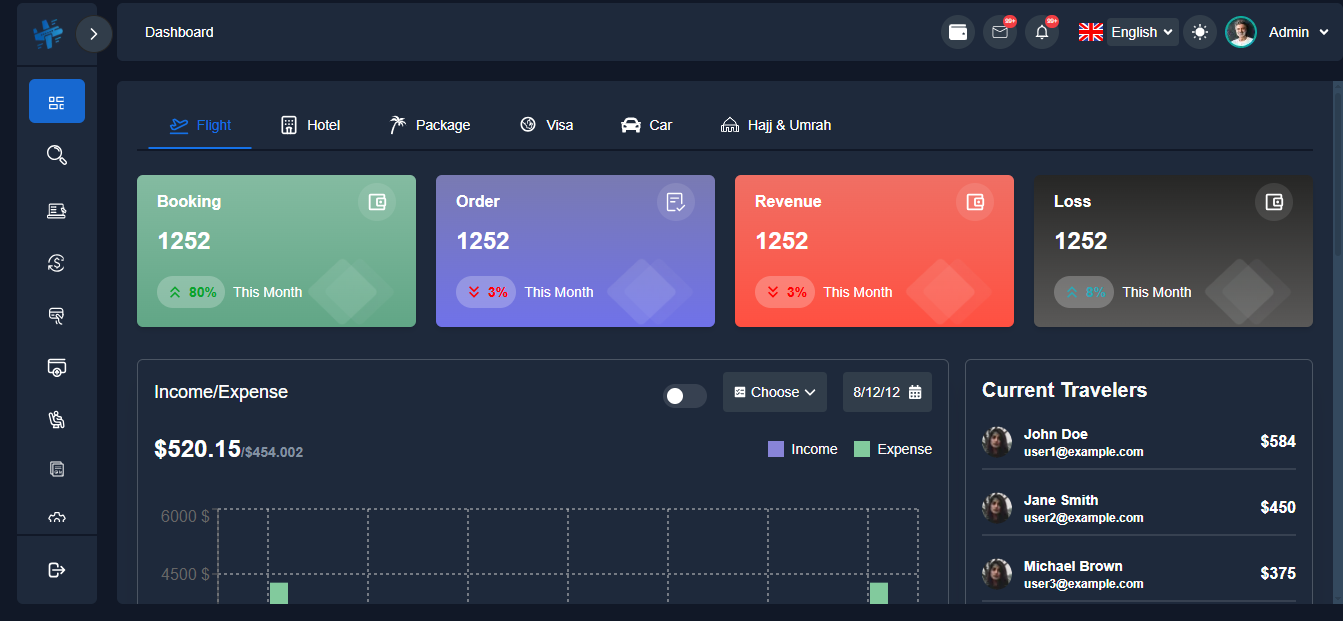 Dashboard
99+
99+
English
Admin
Flight
Hotel
Package
Visa
Car
Hajj & Umrah
Booking
1252
80% This Month
Order
1252
3% This Month
Revenue
1252
3% This Month
Loss
1252
8% This Month
Income/Expense
Choose
8/12/12
$520.15/$454.002
Income
Expense
6000 $
4500 $
Current Travelers
John Doe
user1@example.com
$584
Jane Smith
user2@example.com
$450
Michael Brown
user3@example.com
$375